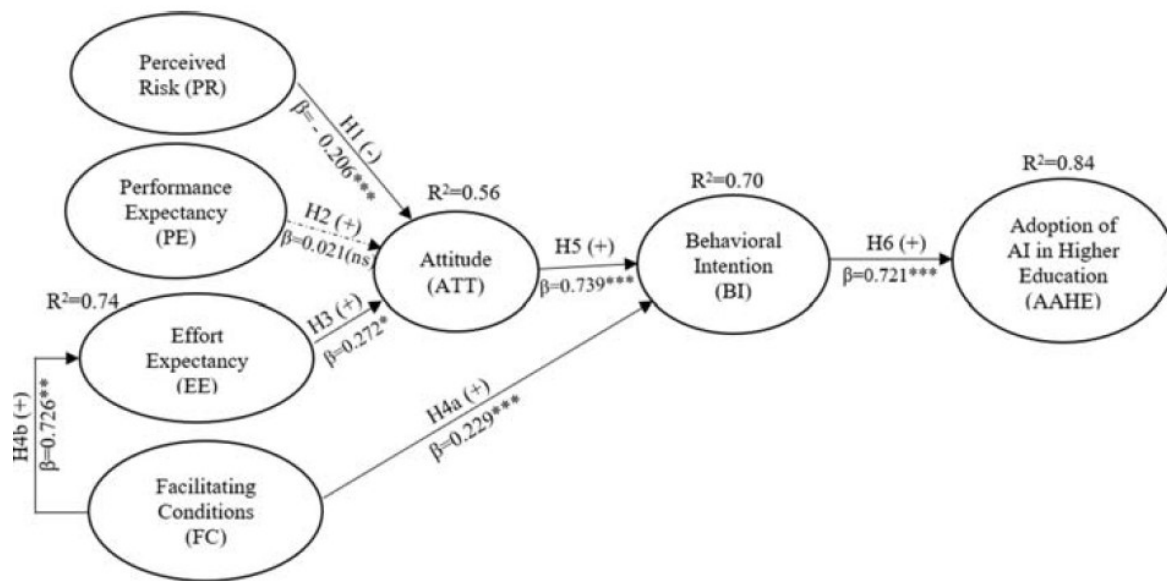 Perceived
Risk (PR)
H1 (-)
β= - 0.206***
Performance
Expectancy
(PE)
H2 (+)
β=0.021(ns)
R²=0.56
Attitude
(ATT)
R²=0.74
Effort
Expectancy
(EE)
H3 (+)
β=0.272*
H4b (+)
β=0.726**
Facilitating
Conditions
(FC)
H4a (+)
β=0.229***
H5 (+)
β=0.739***
R²=0.70
Behavioral
Intention
(BI)
H6 (+)
β=0.721***
R²=0.84
Adoption of
AI in Higher
Education
(AAHE)